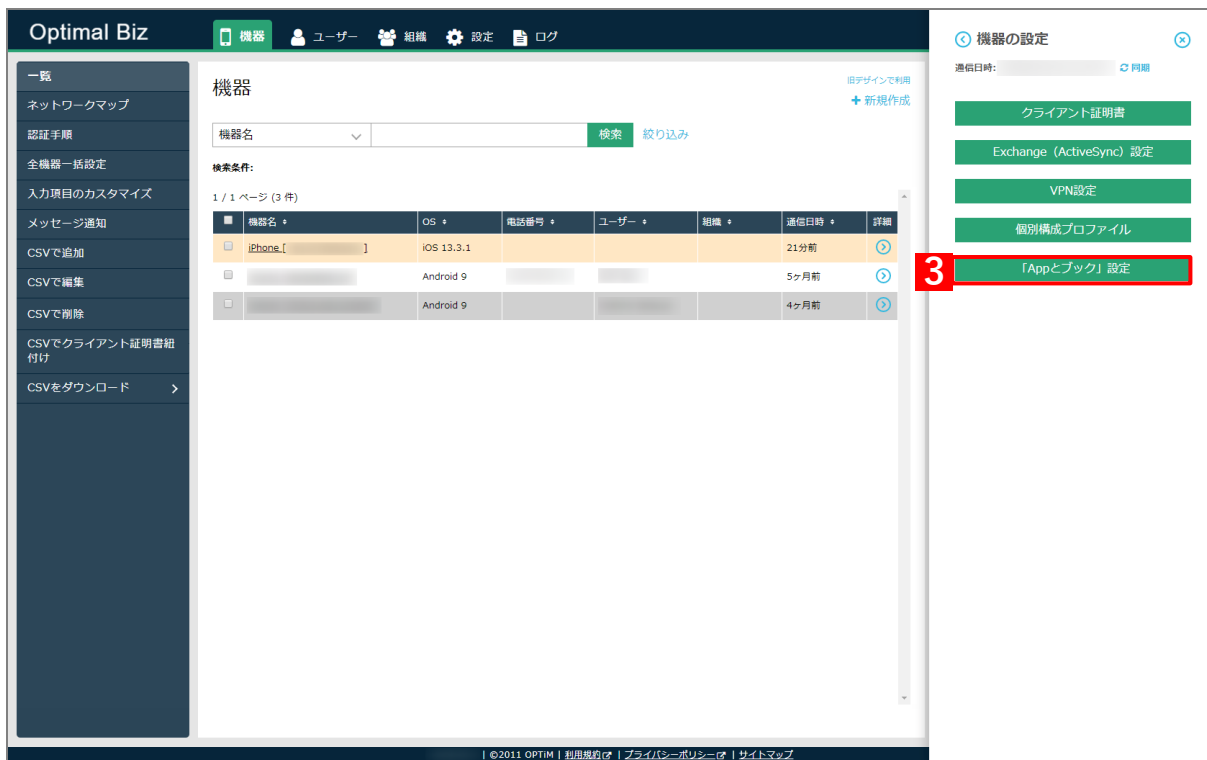 Optimal Biz
機器 ユーザー 組織 設定 ログ
一覧
ネットワークマップ
認証手順
全機器一括設定
入力項目のカスタマイズ
メッセージ通知
CSVで追加
CSVで編集
CSVで削除
CSVでクライアント証明書紐
付け
CSVをダウンロード
機器
旧デザインで利用
新規作成
機器名 検索 絞り込み
検索条件:
1 / 1 ページ (3 件)
機器名 OS 電話番号 ユーザー 組織 通信日時 詳細
iPhone [ ] iOS 13.3.1 21分前
Android 9 5ヶ月前
Android 9 4ヶ月前
機器の設定
通信日時: 同期
クライアント証明書
Exchange（ActiveSync）設定
VPN設定
個別構成プロファイル
3 「Appとブック」設定
| ©2011 OPTiM | 利用規約 | プライバシーポリシー | サイトマップ